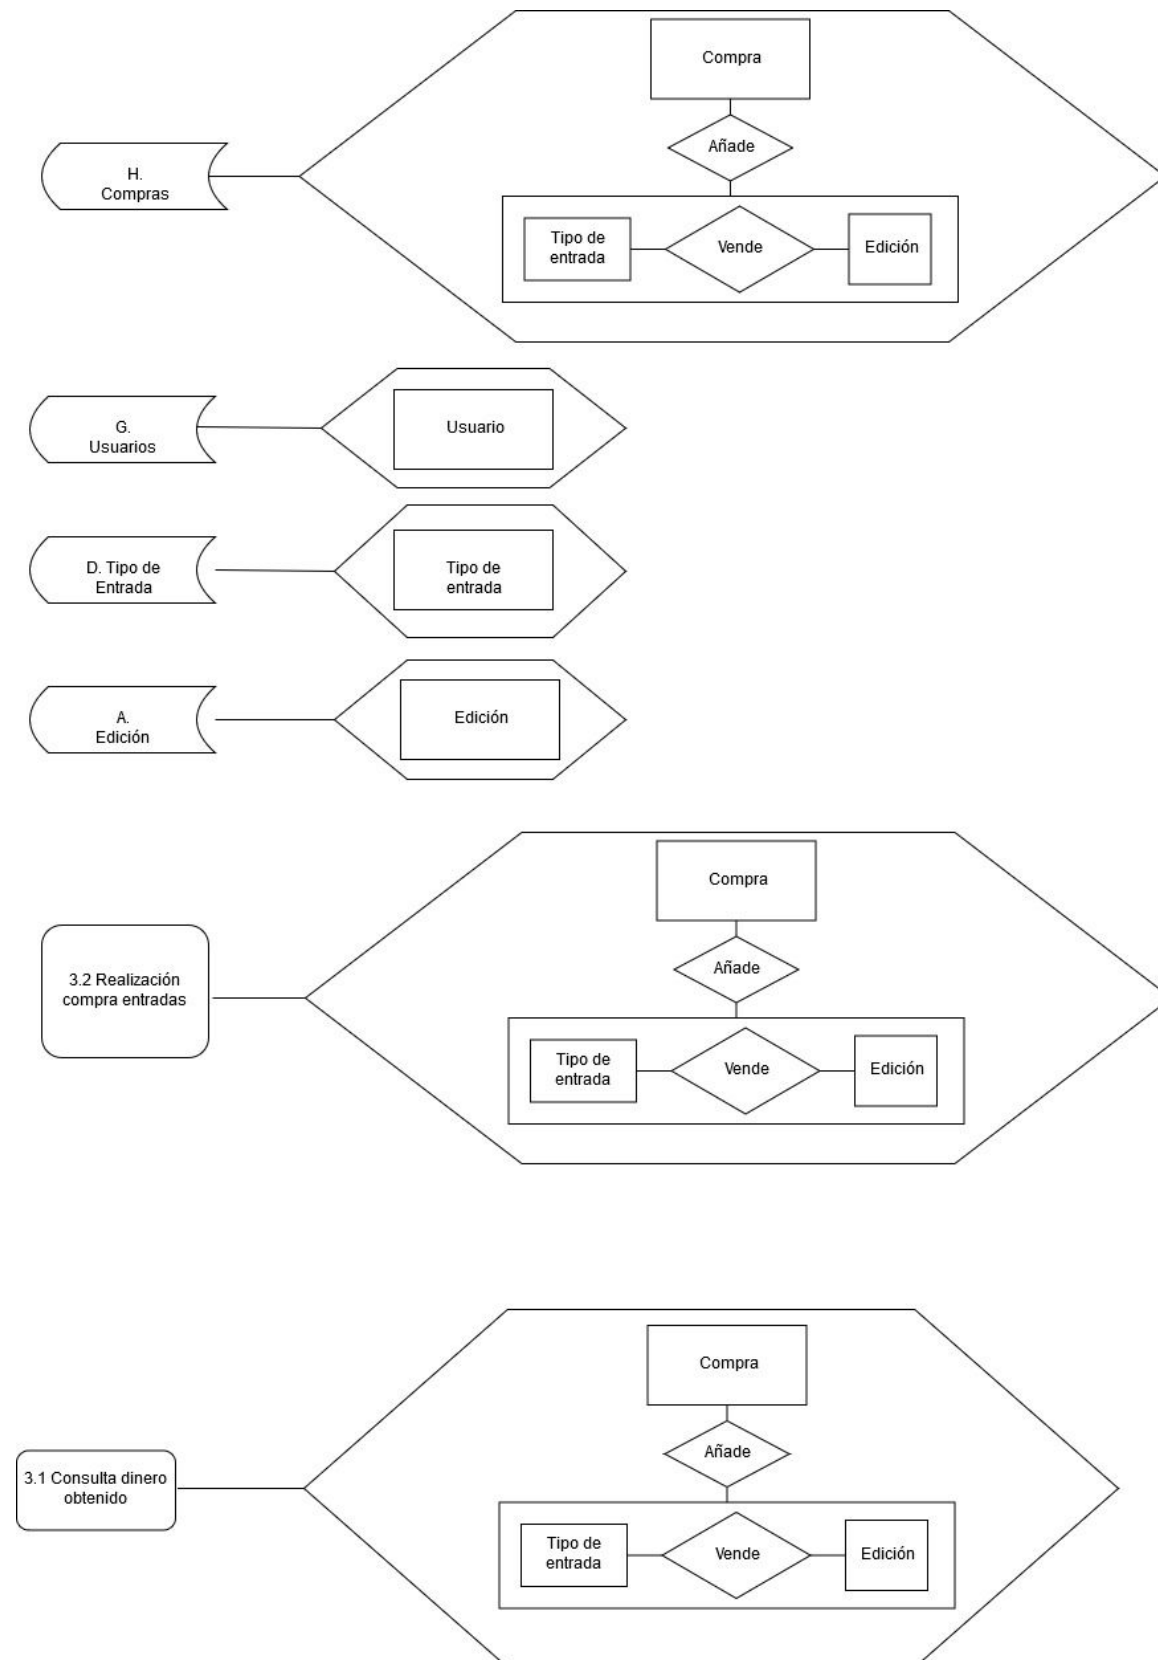 Compra
Añade
H.
Compras
Tipo de
entrada
Vende
Edición
G.
Usuarios
Usuario
D. Tipo de
Entrada
Tipo de
entrada
A.
Edición
Edición
Compra
3.2 Realización
compra entradas
Añade
Tipo de
entrada
Vende
Edición
Compra
Añade
3.1 Consulta dinero
obtenido
Tipo de
entrada
Vende
Edición